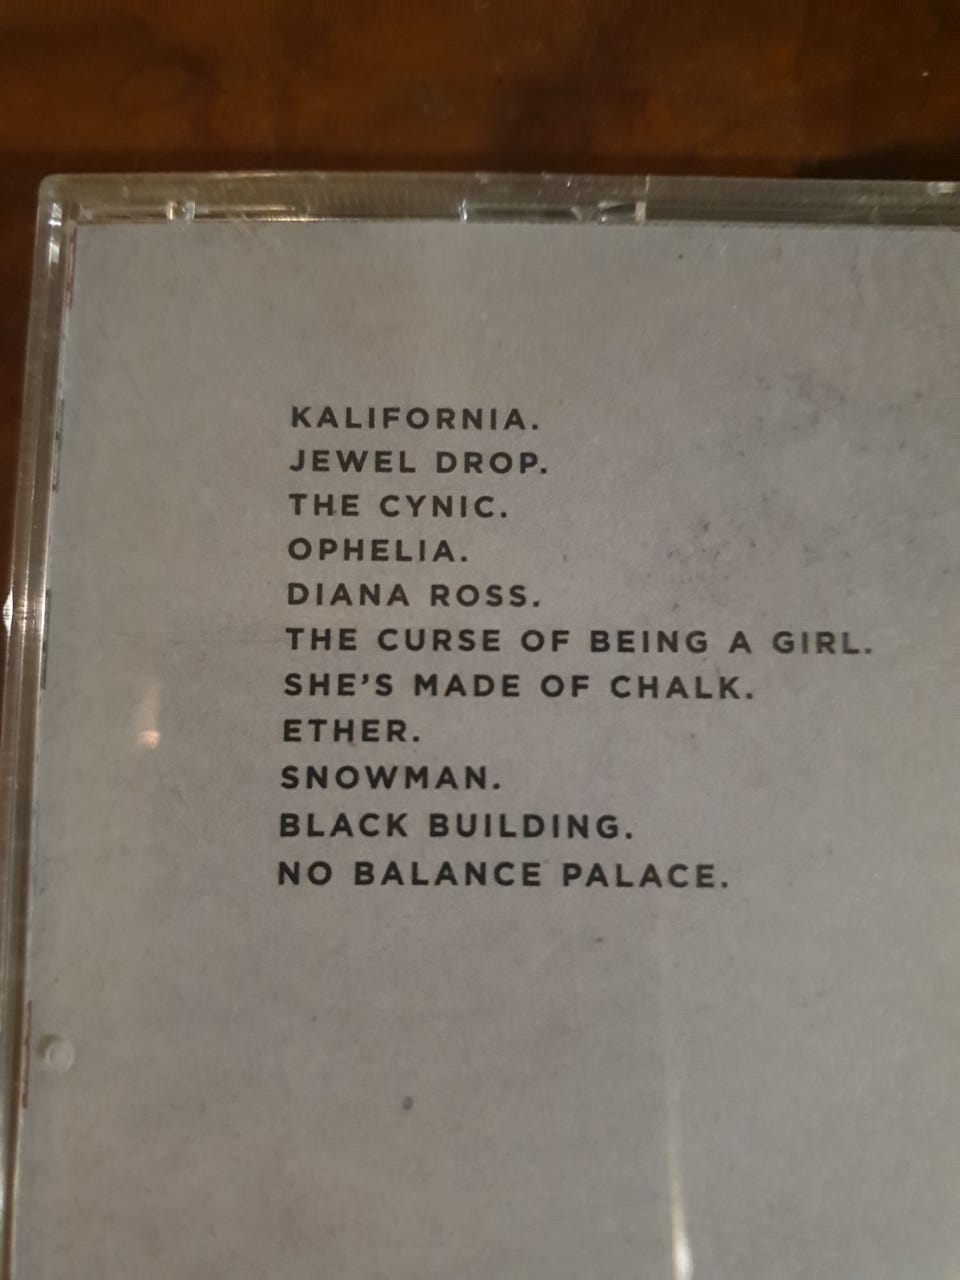 KALIFORNIA.
JEWEL DROP.
THE CYNIC.
OPHELIA.
DIANA ROSS.
THE CURSE OF BEING A GIRL.
SHE'S MADE OF CHALK.
ETHER.
SNOWMAN.
BLACK BUILDING.
NO BALANCE PALACE.